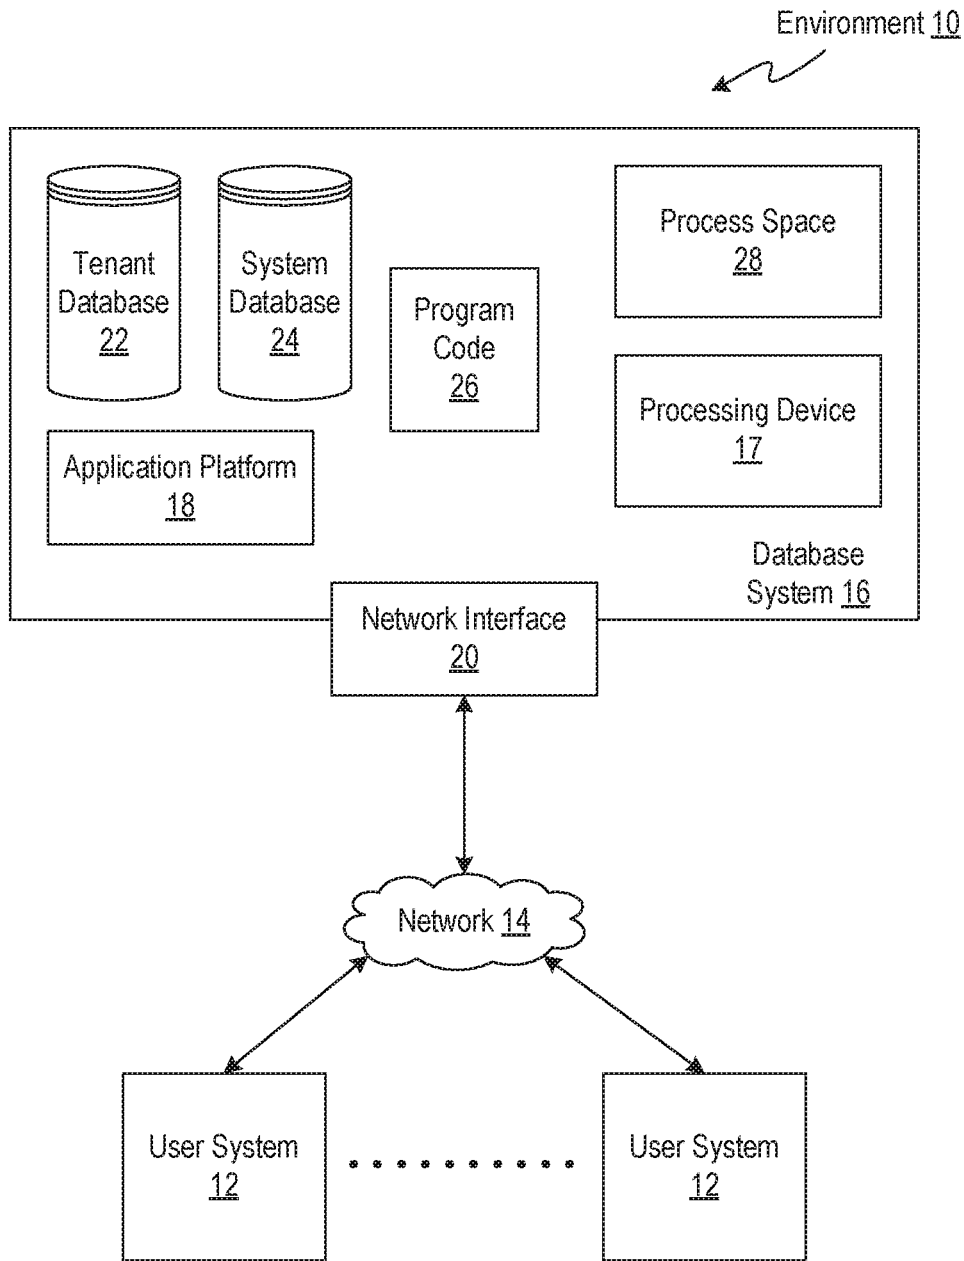 Environment 10
Tenant
Database
22
System
Database
24
Program
Code
26
Process Space
28
Processing Device
17
Application Platform
18
Database
System 16
Network Interface
20
Network 14
User System
12
User System
12